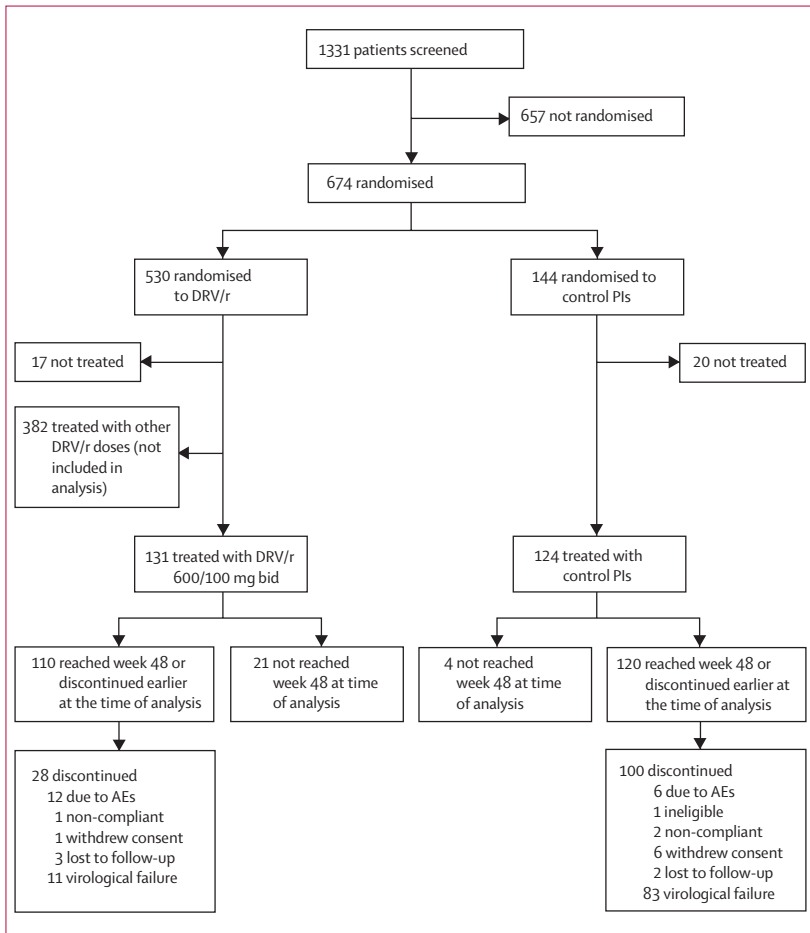 1331 patients screened
657 not randomised
674 randomised
530 randomised
to DRV/r
144 randomised to
control PIs
17 not treated
20 not treated
382 treated with other
DRV/r doses (not
included in
analysis)
131 treated with DRV/r
600/100 mg bid
124 treated with
control PIs
110 reached week 48 or
discontinued earlier
at the time of analysis
21 not reached
week 48 at time
of analysis
4 not reached
week 48 at time
of analysis
120 reached week 48 or
discontinued earlier at
the time of analysis
28 discontinued
12 due to AEs
1 non-compliant
1 withdrew consent
3 lost to follow-up
11 virological failure
100 discontinued
6 due to AEs
1 ineligible
2 non-compliant
6 withdrew consent
2 lost to follow-up
83 virological failure